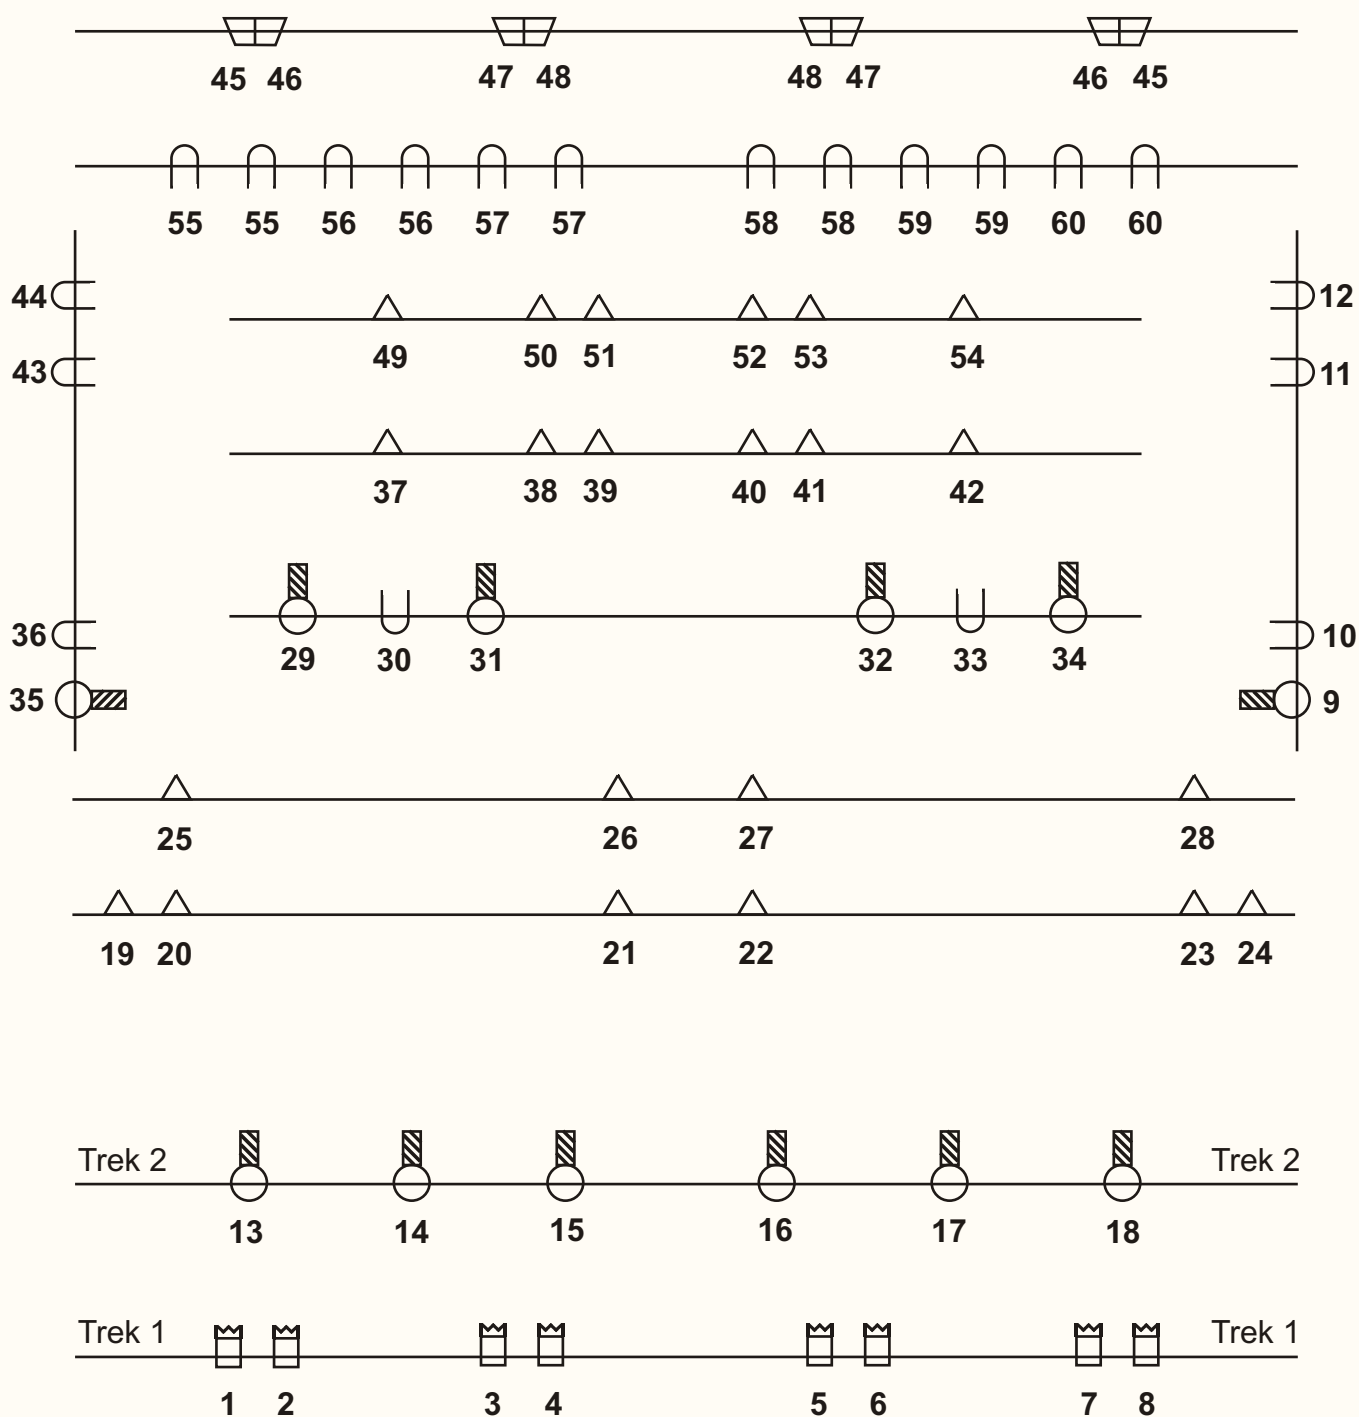 45 46 47 48 48 47 46 45
55 55 56 56 57 57 58 58 59 59 60 60
44 12
49 50 51 52 53 54
43 11
37 38 39 40 41 42
36 10
29 30 31 32 33 34
35 9
25 26 27 28
19 20 21 22 23 24
Trek 2 Trek 2
13 14 15 16 17 18
Trek 1 Trek 1
1 2 3 4 5 6 7 8